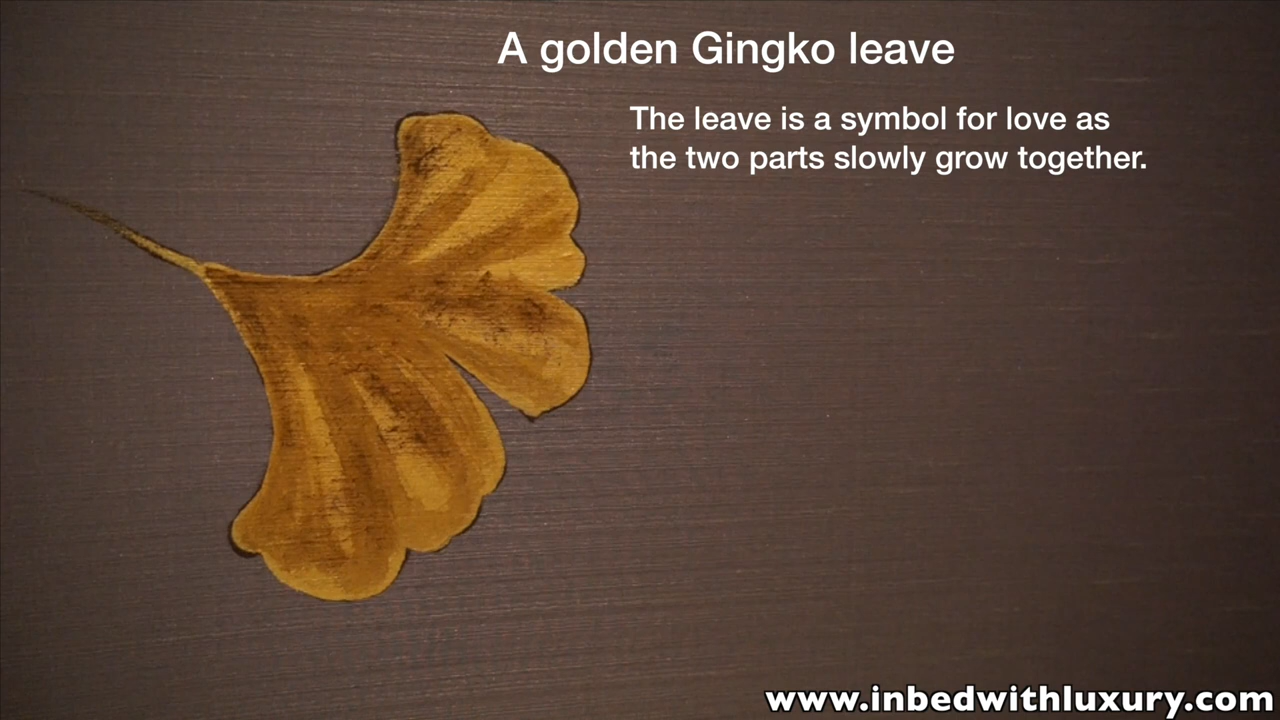 A golden Gingko leave
The leave is a symbol for love as
the two parts slowly grow together.
www.inbedwithluxury.com